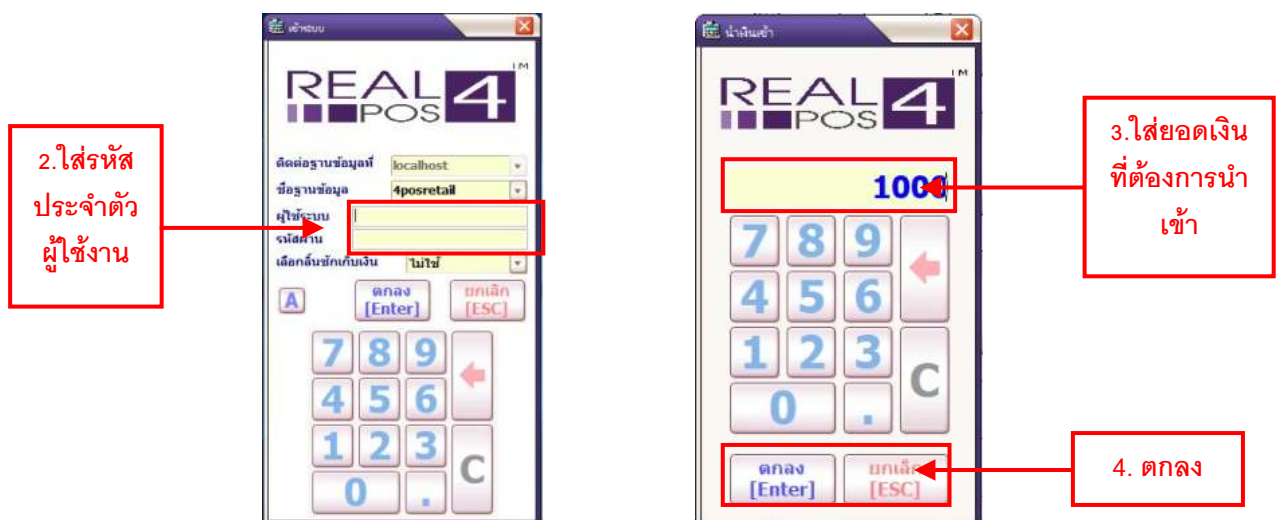 2.ใส่รหัส
ประจำตัว
ผู้ใช้งาน
เข้าระบบ
REAL
POS
4
TM
ติดต่อฐานข้อมูลที่ localhost
ชื่อฐานข้อมูล 4posretail
ผู้ใช้ระบบ
รหัสผ่าน
เลือกลิ้นชักเก็บเงิน ไม่ใช้
A
ตกลง
[Enter]
ยกเลิก
[ESC]
7 8 9
4 5 6
1 2 3
C
0 .
นำเงินเข้า
REAL
POS
4
TM
1000
7 8 9
4 5 6
1 2 3
C
0 .
ตกลง
[Enter]
ยกเลิก
[ESC]
3.ใส่ยอดเงิน
ที่ต้องการนำ
เข้า
4. ตกลง